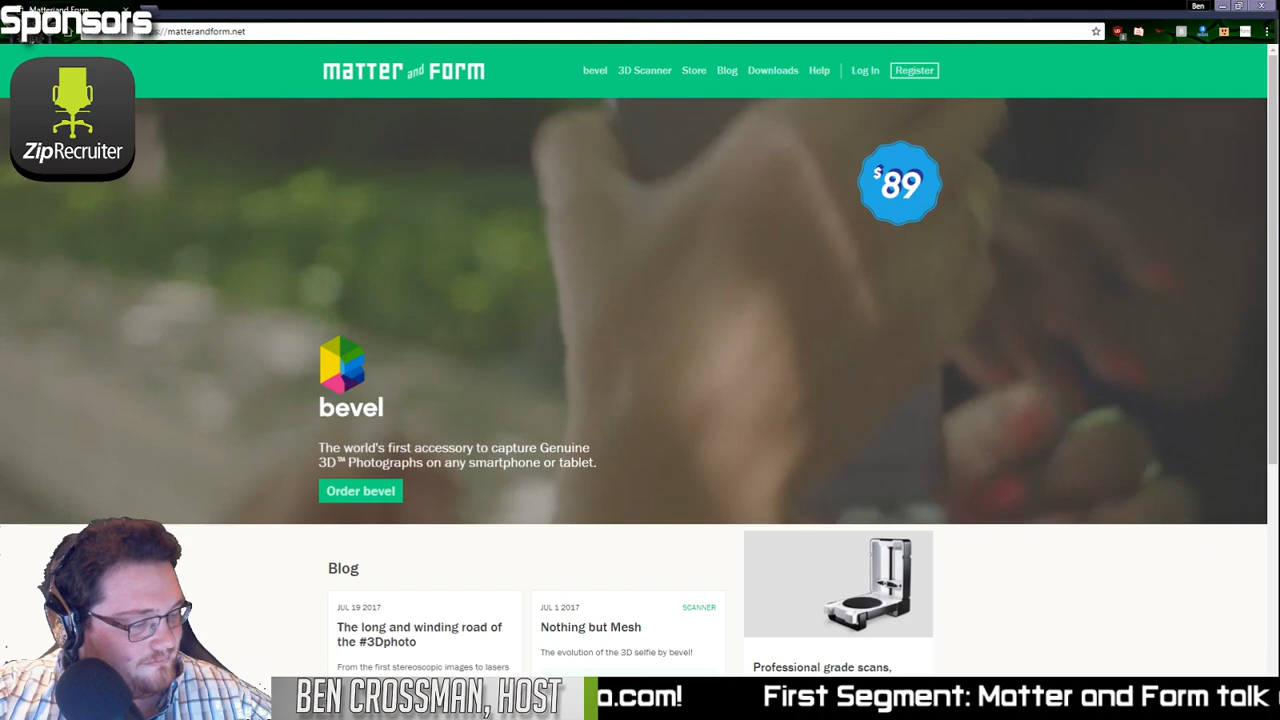 Matter and Form
Ben
Sponsors
//matterandform.net
matter and form
bevel 3D Scanner Store Blog Downloads Help Log In Register
ZipRecruiter
$89
bevel
The world's first accessory to capture Genuine
3D™ Photographs on any smartphone or tablet.
Order bevel
Blog
JUL 19 2017
The long and winding road of
the #3Dphoto
From the first stereoscopic images to lasers
JUL 1 2017 SCANNER
Nothing but Mesh
The evolution of the 3D selfie by bevel!
Professional grade scans,
BEN CROSSMAN, HOST
a.com! First Segment: Matter and Form talk